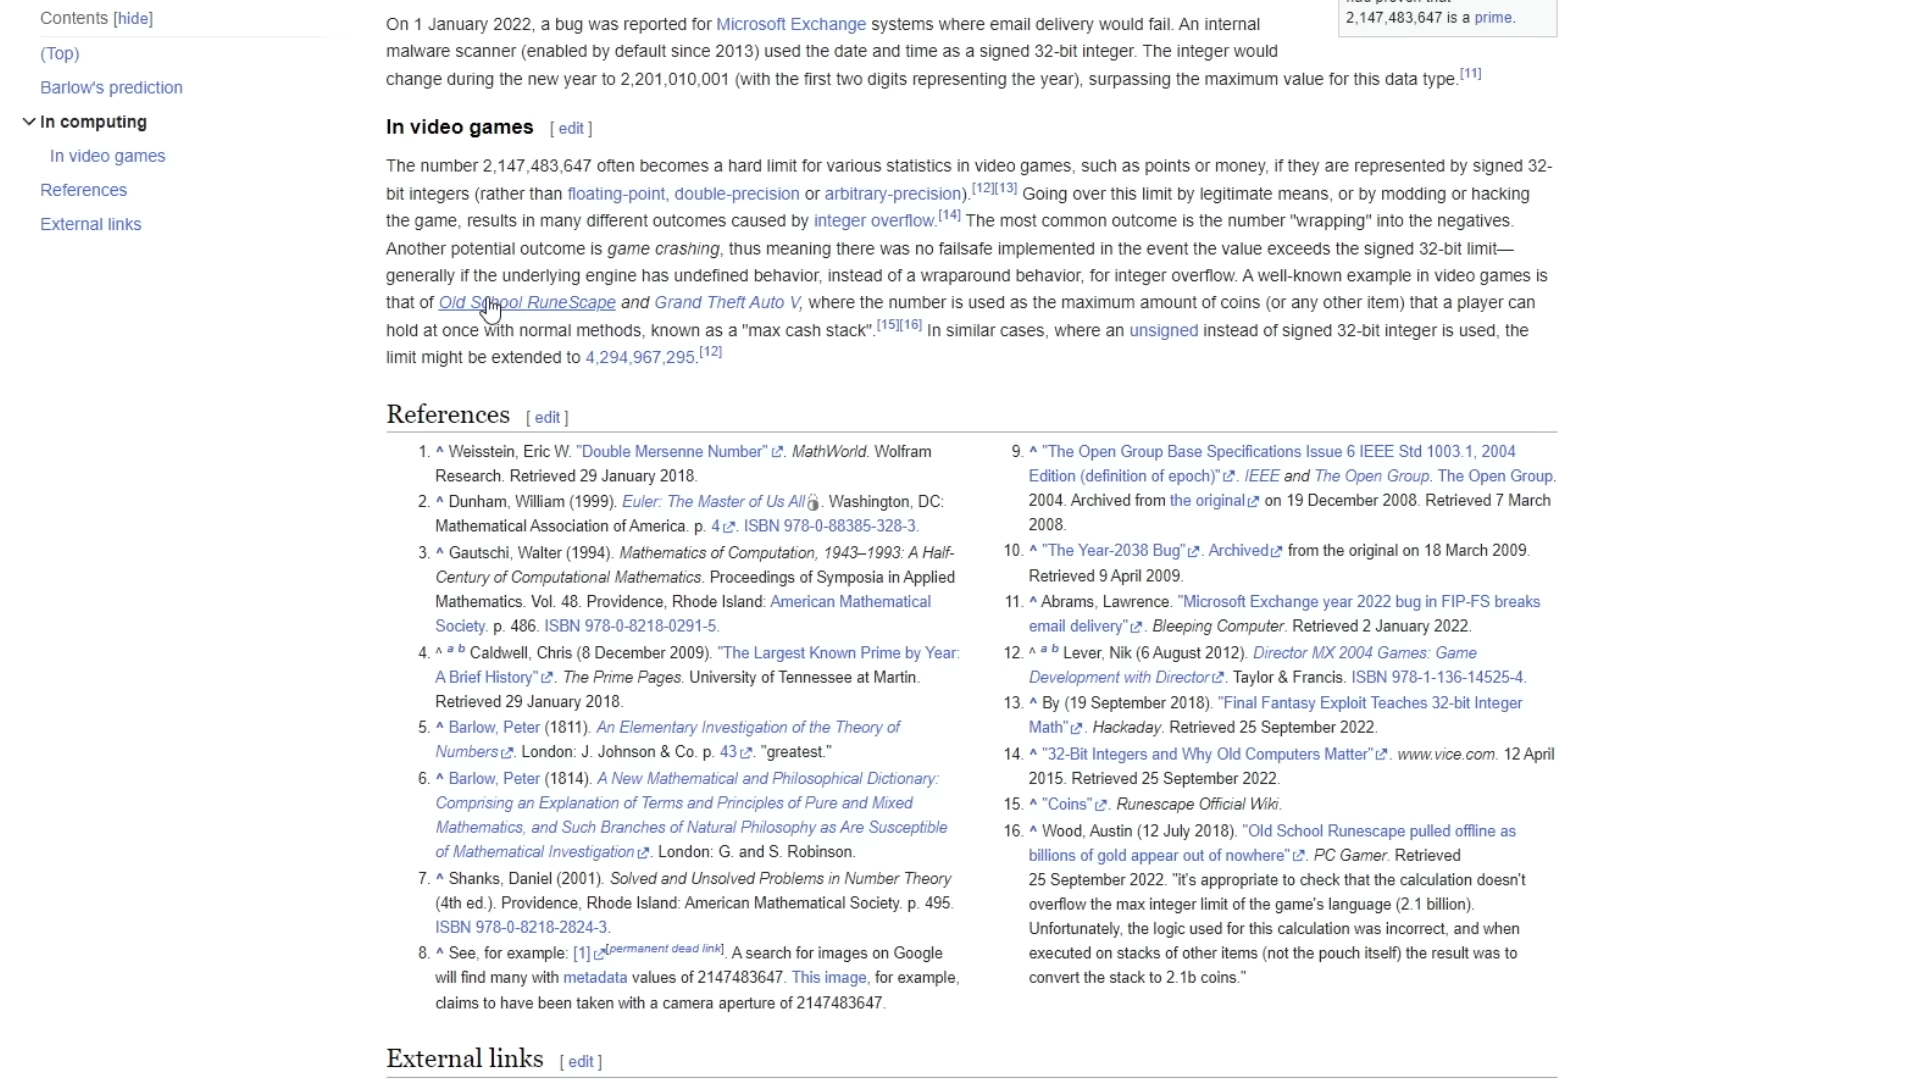 Contents [hide]
(Top)
Barlow's prediction
In computing
In video games
References
External links
2,147,483,647 is a prime.
On 1 January 2022, a bug was reported for Microsoft Exchange systems where email delivery would fail. An internal
malware scanner (enabled by default since 2013) used the date and time as a signed 32-bit integer. The integer would
change during the new year to 2,201,010,001 (with the first two digits representing the year), surpassing the maximum value for this data type.[11]
In video games [ edit ]
The number 2,147,483,647 often becomes a hard limit for various statistics in video games, such as points or money, if they are represented by signed 32-
bit integers (rather than floating-point, double-precision or arbitrary-precision).[12][13] Going over this limit by legitimate means, or by modding or hacking
the game, results in many different outcomes caused by integer overflow.[14] The most common outcome is the number "wrapping" into the negatives.
Another potential outcome is game crashing, thus meaning there was no failsafe implemented in the event the value exceeds the signed 32-bit limit—
generally if the underlying engine has undefined behavior, instead of a wraparound behavior, for integer overflow. A well-known example in video games is
that of Old School RuneScape and Grand Theft Auto V, where the number is used as the maximum amount of coins (or any other item) that a player can
hold at once with normal methods, known as a "max cash stack".[15][16] In similar cases, where an unsigned instead of signed 32-bit integer is used, the
limit might be extended to 4,294,967,295.[12]
References [ edit ]
1. ^ Weisstein, Eric W. "Double Mersenne Number". MathWorld. Wolfram
Research. Retrieved 29 January 2018.
2. ^ Dunham, William (1999). Euler: The Master of Us All. Washington, DC:
Mathematical Association of America. p. 4. ISBN 978-0-88385-328-3.
3. ^ Gautschi, Walter (1994). Mathematics of Computation, 1943–1993: A Half-
Century of Computational Mathematics. Proceedings of Symposia in Applied
Mathematics. Vol. 48. Providence, Rhode Island: American Mathematical
Society. p. 486. ISBN 978-0-8218-0291-5.
4. ^ a b Caldwell, Chris (8 December 2009). "The Largest Known Prime by Year:
A Brief History". The Prime Pages. University of Tennessee at Martin.
Retrieved 29 January 2018.
5. ^ Barlow, Peter (1811). An Elementary Investigation of the Theory of
Numbers. London: J. Johnson & Co. p. 43. "greatest."
6. ^ Barlow, Peter (1814). A New Mathematical and Philosophical Dictionary:
Comprising an Explanation of Terms and Principles of Pure and Mixed
Mathematics, and Such Branches of Natural Philosophy as Are Susceptible
of Mathematical Investigation. London: G. and S. Robinson.
7. ^ Shanks, Daniel (2001). Solved and Unsolved Problems in Number Theory
(4th ed.). Providence, Rhode Island: American Mathematical Society. p. 495.
ISBN 978-0-8218-2824-3.
8. ^ See, for example: [1][permanent dead link]. A search for images on Google
will find many with metadata values of 2147483647. This image, for example,
claims to have been taken with a camera aperture of 2147483647.
9. ^ "The Open Group Base Specifications Issue 6 IEEE Std 1003.1, 2004
Edition (definition of epoch)". IEEE and The Open Group. The Open Group.
2004. Archived from the original on 19 December 2008. Retrieved 7 March
2008.
10. ^ "The Year-2038 Bug". Archived from the original on 18 March 2009.
Retrieved 9 April 2009.
11. ^ Abrams, Lawrence. "Microsoft Exchange year 2022 bug in FIP-FS breaks
email delivery". Bleeping Computer. Retrieved 2 January 2022.
12. ^ a b Lever, Nik (6 August 2012). Director MX 2004 Games: Game
Development with Director. Taylor & Francis. ISBN 978-1-136-14525-4.
13. ^ By (19 September 2018). "Final Fantasy Exploit Teaches 32-bit Integer
Math". Hackaday. Retrieved 25 September 2022.
14. ^ "32-Bit Integers and Why Old Computers Matter". www.vice.com. 12 April
2015. Retrieved 25 September 2022.
15. ^ "Coins". Runescape Official Wiki.
16. ^ Wood, Austin (12 July 2018). "Old School Runescape pulled offline as
billions of gold appear out of nowhere". PC Gamer. Retrieved
25 September 2022. "it's appropriate to check that the calculation doesn't
overflow the max integer limit of the game's language (2.1 billion).
Unfortunately, the logic used for this calculation was incorrect, and when
executed on stacks of other items (not the pouch itself) the result was to
convert the stack to 2.1b coins."
External links [ edit ]